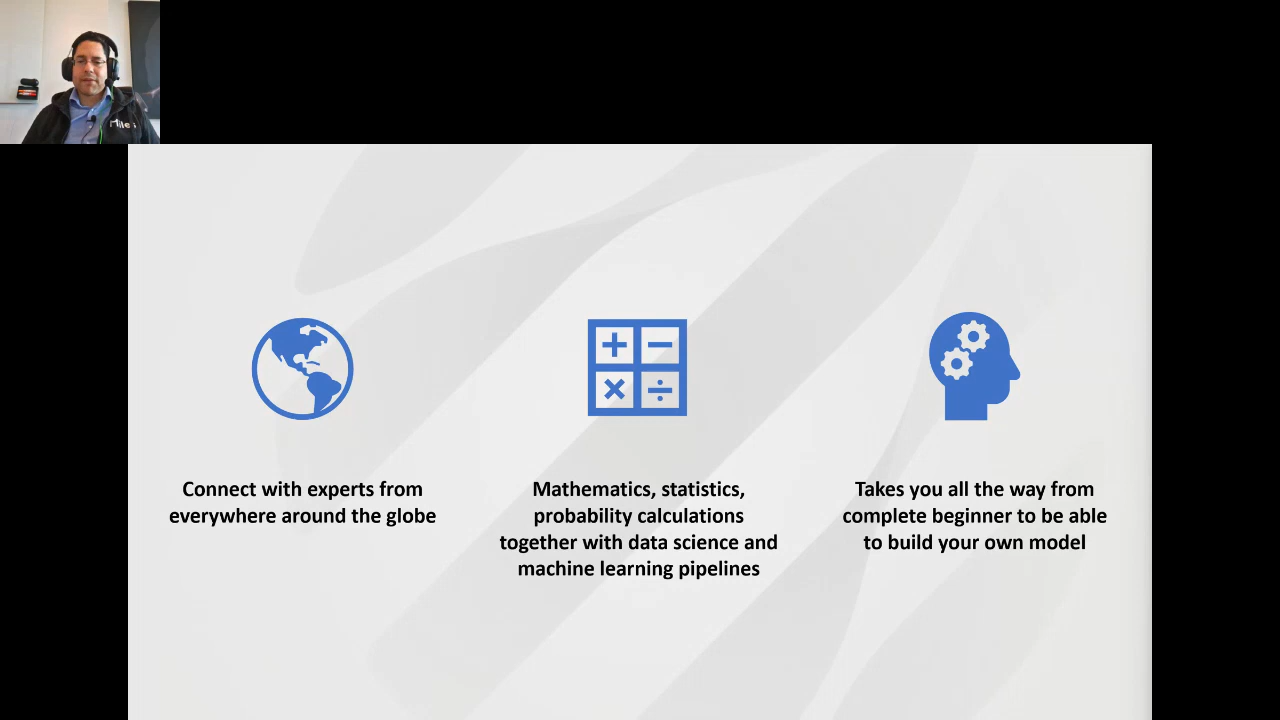 Miles
Connect with experts from
everywhere around the globe
Mathematics, statistics,
probability calculations
together with data science and
machine learning pipelines
Takes you all the way from
complete beginner to be able
to build your own model